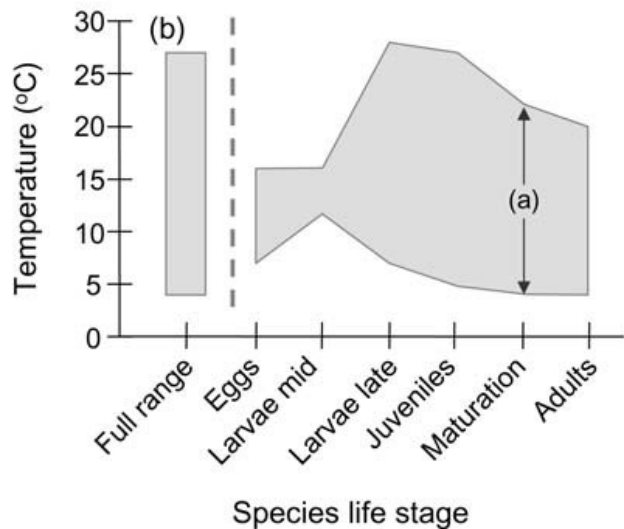 (b)
Temperature (°C)
30
25
20
15
10
5
0
(a)
Full range
Eggs
Larvae mid
Larvae late
Juveniles
Maturation
Adults
Species life stage